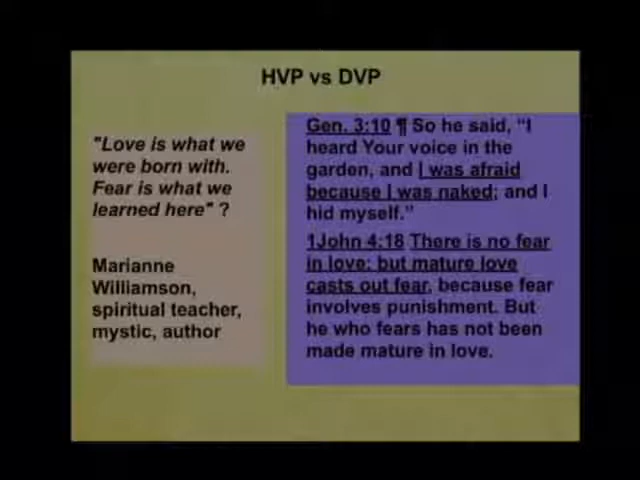 HVP vs DVP
"Love is what we
were born with.
Fear is what we
learned here" ?
Marianne
Williamson,
spiritual teacher,
mystic, author
Gen. 3:10 ¶ So he said, “I
heard Your voice in the
garden, and I was afraid
because I was naked; and I
hid myself.”
1John 4:18 There is no fear
in love; but mature love
casts out fear, because fear
involves punishment. But
he who fears has not been
made mature in love.